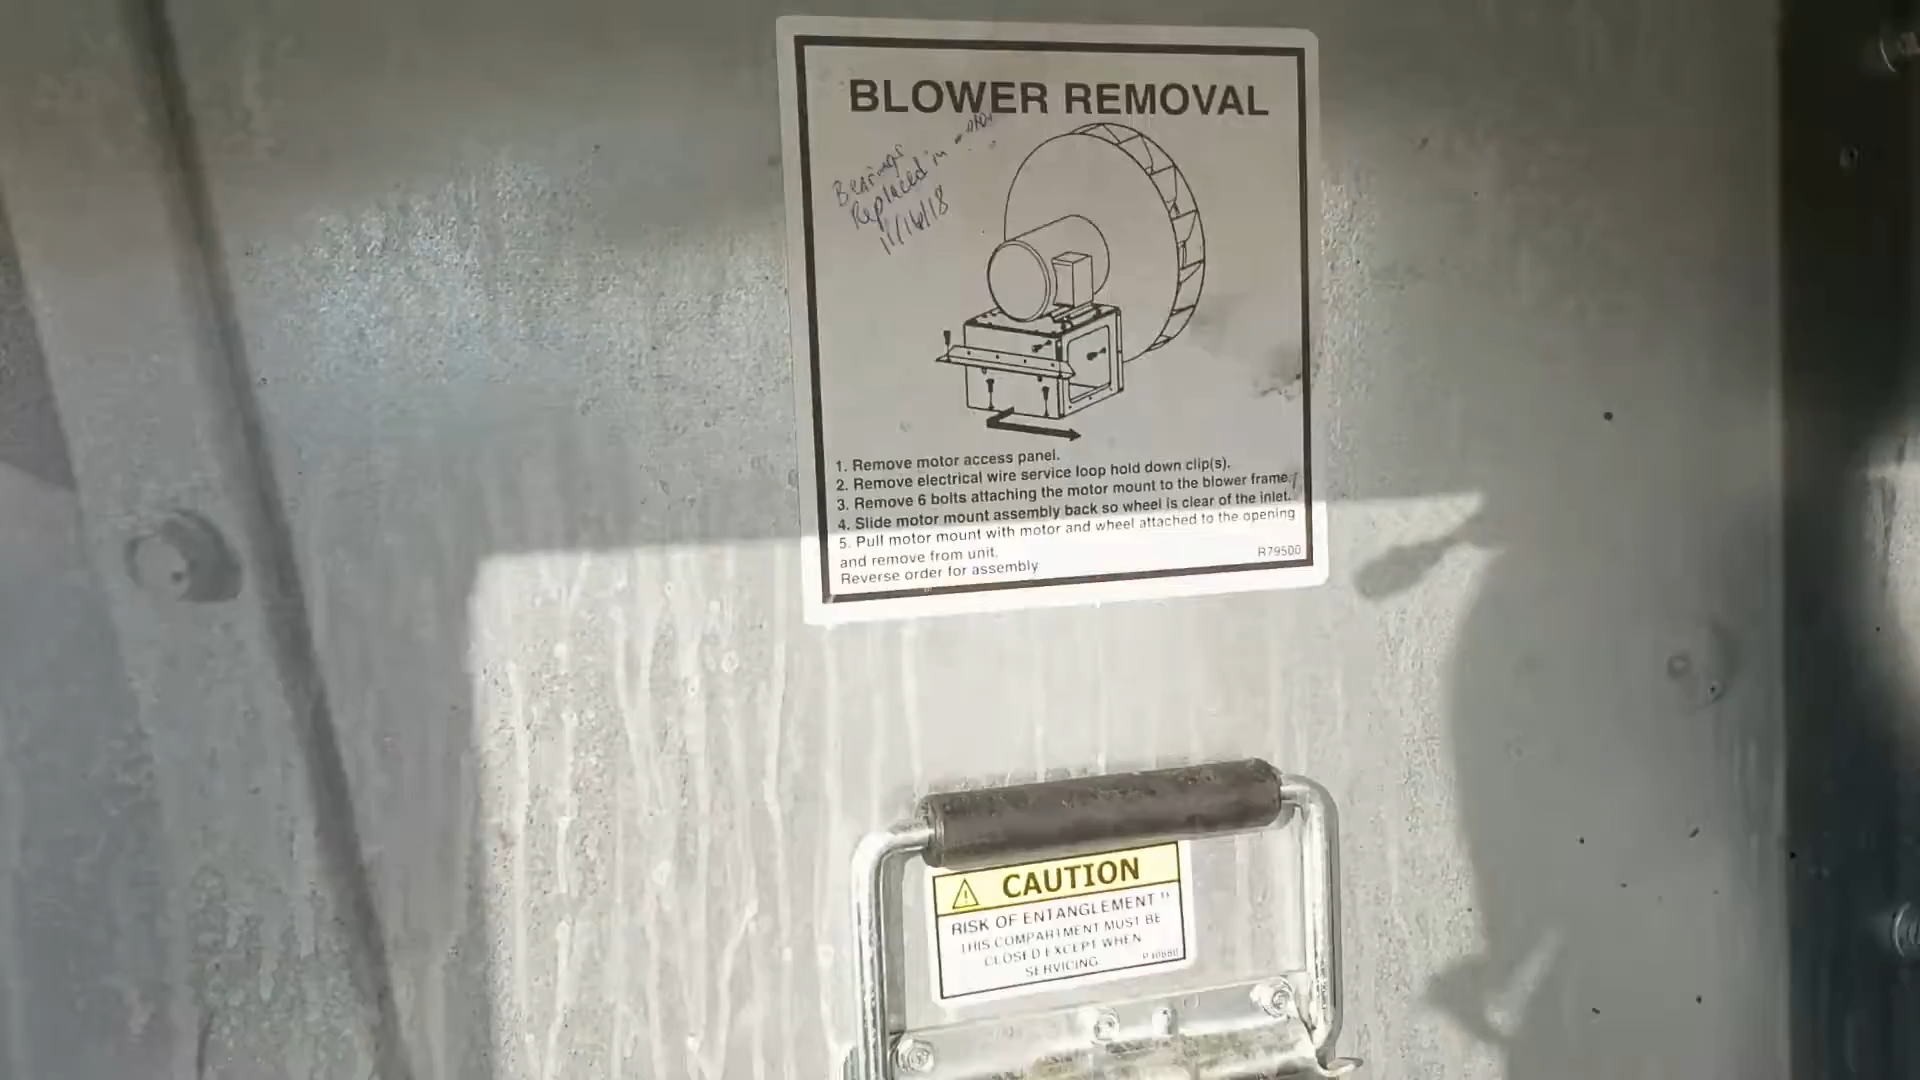 BLOWER REMOVAL
Bearings
Replaced in motor
11/16/18
1. Remove motor access panel.
2. Remove electrical wire service loop hold down clip(s).
3. Remove 6 bolts attaching the motor mount to the blower frame.
4. Slide motor mount assembly back so wheel is clear of the inlet.
5. Pull motor mount with motor and wheel attached to the opening
and remove from unit.
R79500
Reverse order for assembly
CAUTION
RISK OF ENTANGLEMENT
THIS COMPARTMENT MUST BE
CLOSED EXCEPT WHEN
SERVICING